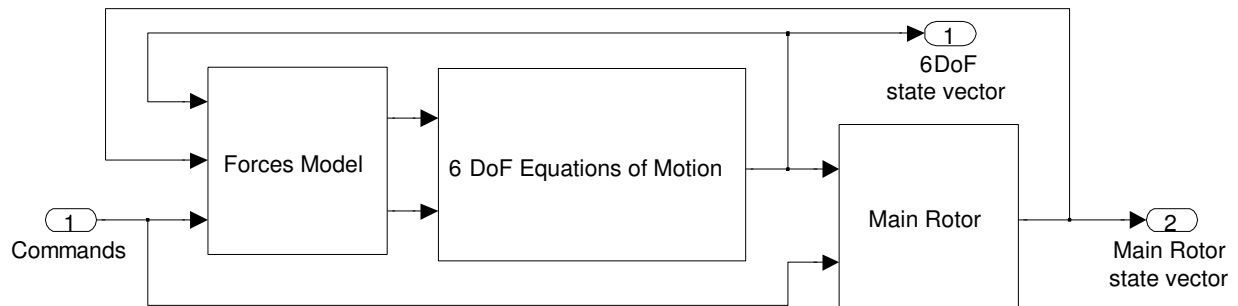 1
6DoF
state vector
Forces Model
6 DoF Equations of Motion
Main Rotor
1
Commands
2
Main Rotor
state vector